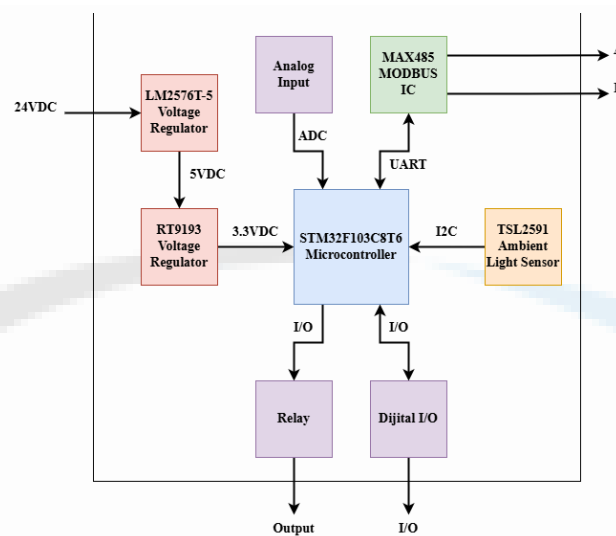 Analog
Input
MAX485
MODBUS
IC
LM2576T-5
Voltage
Regulator
24VDC
ADC
UART
5VDC
RT9193
Voltage
Regulator
3.3VDC
STM32F103C8T6
Microcontroller
I2C
TSL2591
Ambient
Light Sensor
I/O
I/O
Relay
Dijital I/O
Output
I/O